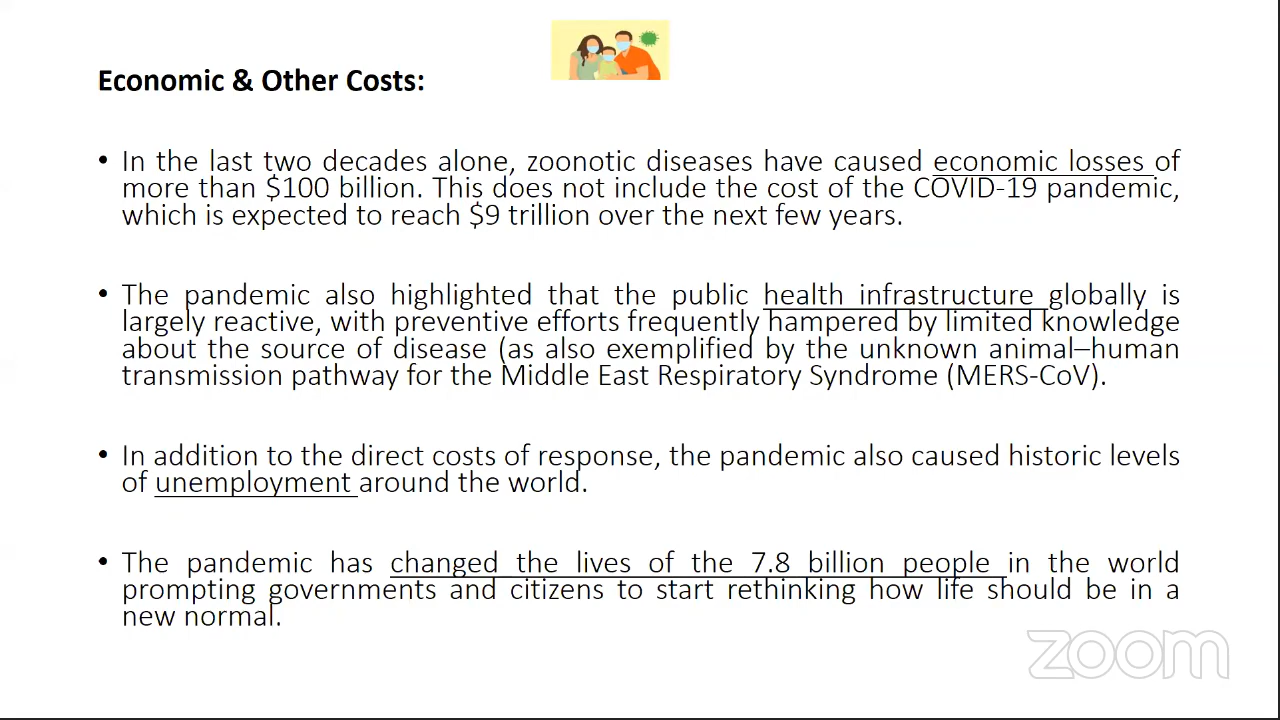 Economic & Other Costs:
• In the last two decades alone, zoonotic diseases have caused economic losses of
more than $100 billion. This does not include the cost of the COVID-19 pandemic,
which is expected to reach $9 trillion over the next few years.
• The pandemic also highlighted that the public health infrastructure globally is
largely reactive, with preventive efforts frequently hampered by limited knowledge
about the source of disease (as also exemplified by the unknown animal–human
transmission pathway for the Middle East Respiratory Syndrome (MERS-CoV).
• In addition to the direct costs of response, the pandemic also caused historic levels
of unemployment around the world.
• The pandemic has changed the lives of the 7.8 billion people in the world
prompting governments and citizens to start rethinking how life should be in a
new normal.
zoom